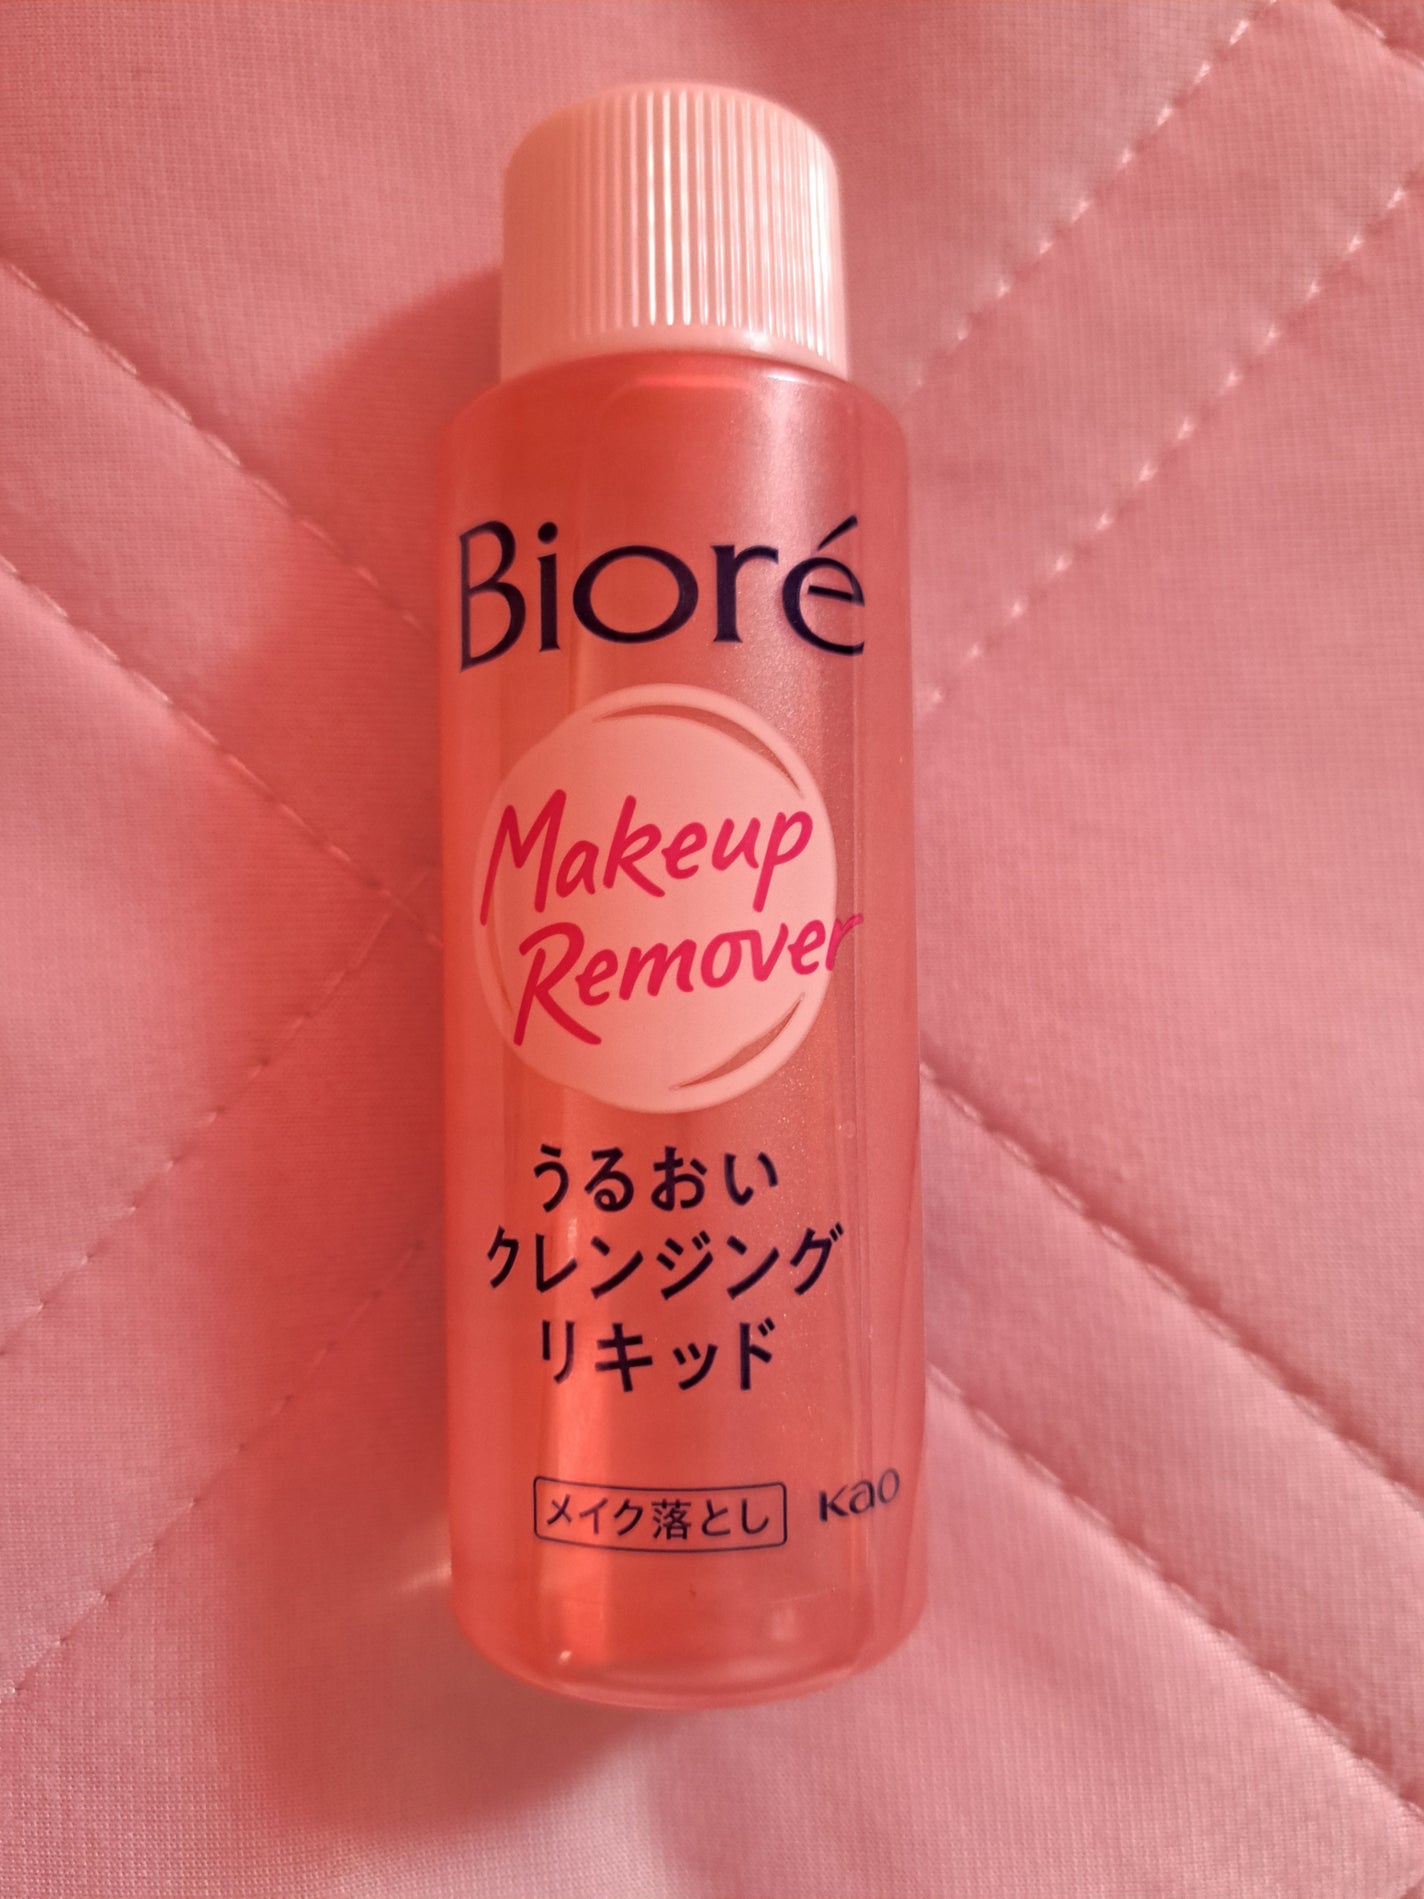 Bioré
Makeup
Remover
うるおい
クレンジング
リキッド
メイク落とし Kao